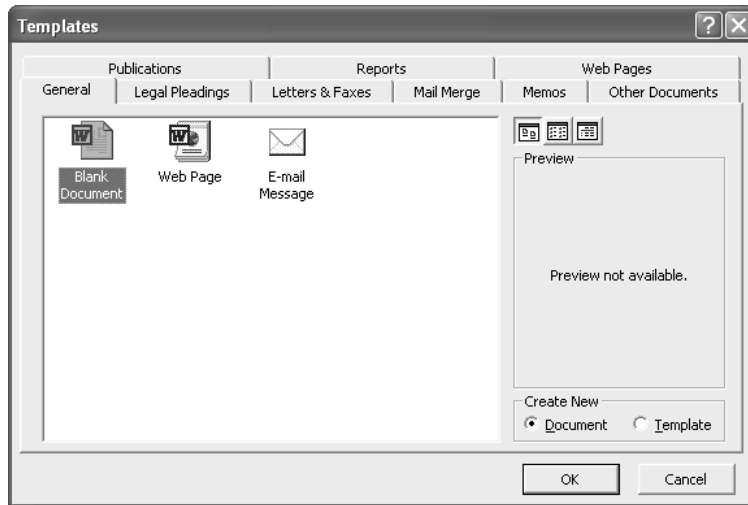 Templates
Publications Reports Web Pages
General Legal Pleadings Letters & Faxes Mail Merge Memos Other Documents
Blank Document
Web Page
E-mail Message
Preview
Preview not available.
Create New
Document Template
OK Cancel